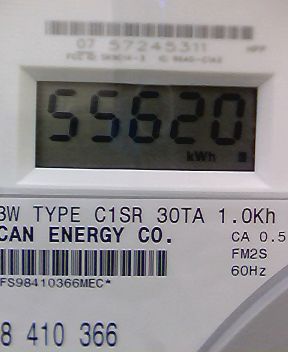 07 57245311
55620
kWh
3W TYPE C1SR 30TA 1.0Kh
CAN ENERGY CO.
CA 0.5
FM2S
60Hz
FS98410366MEC*
8 410 366